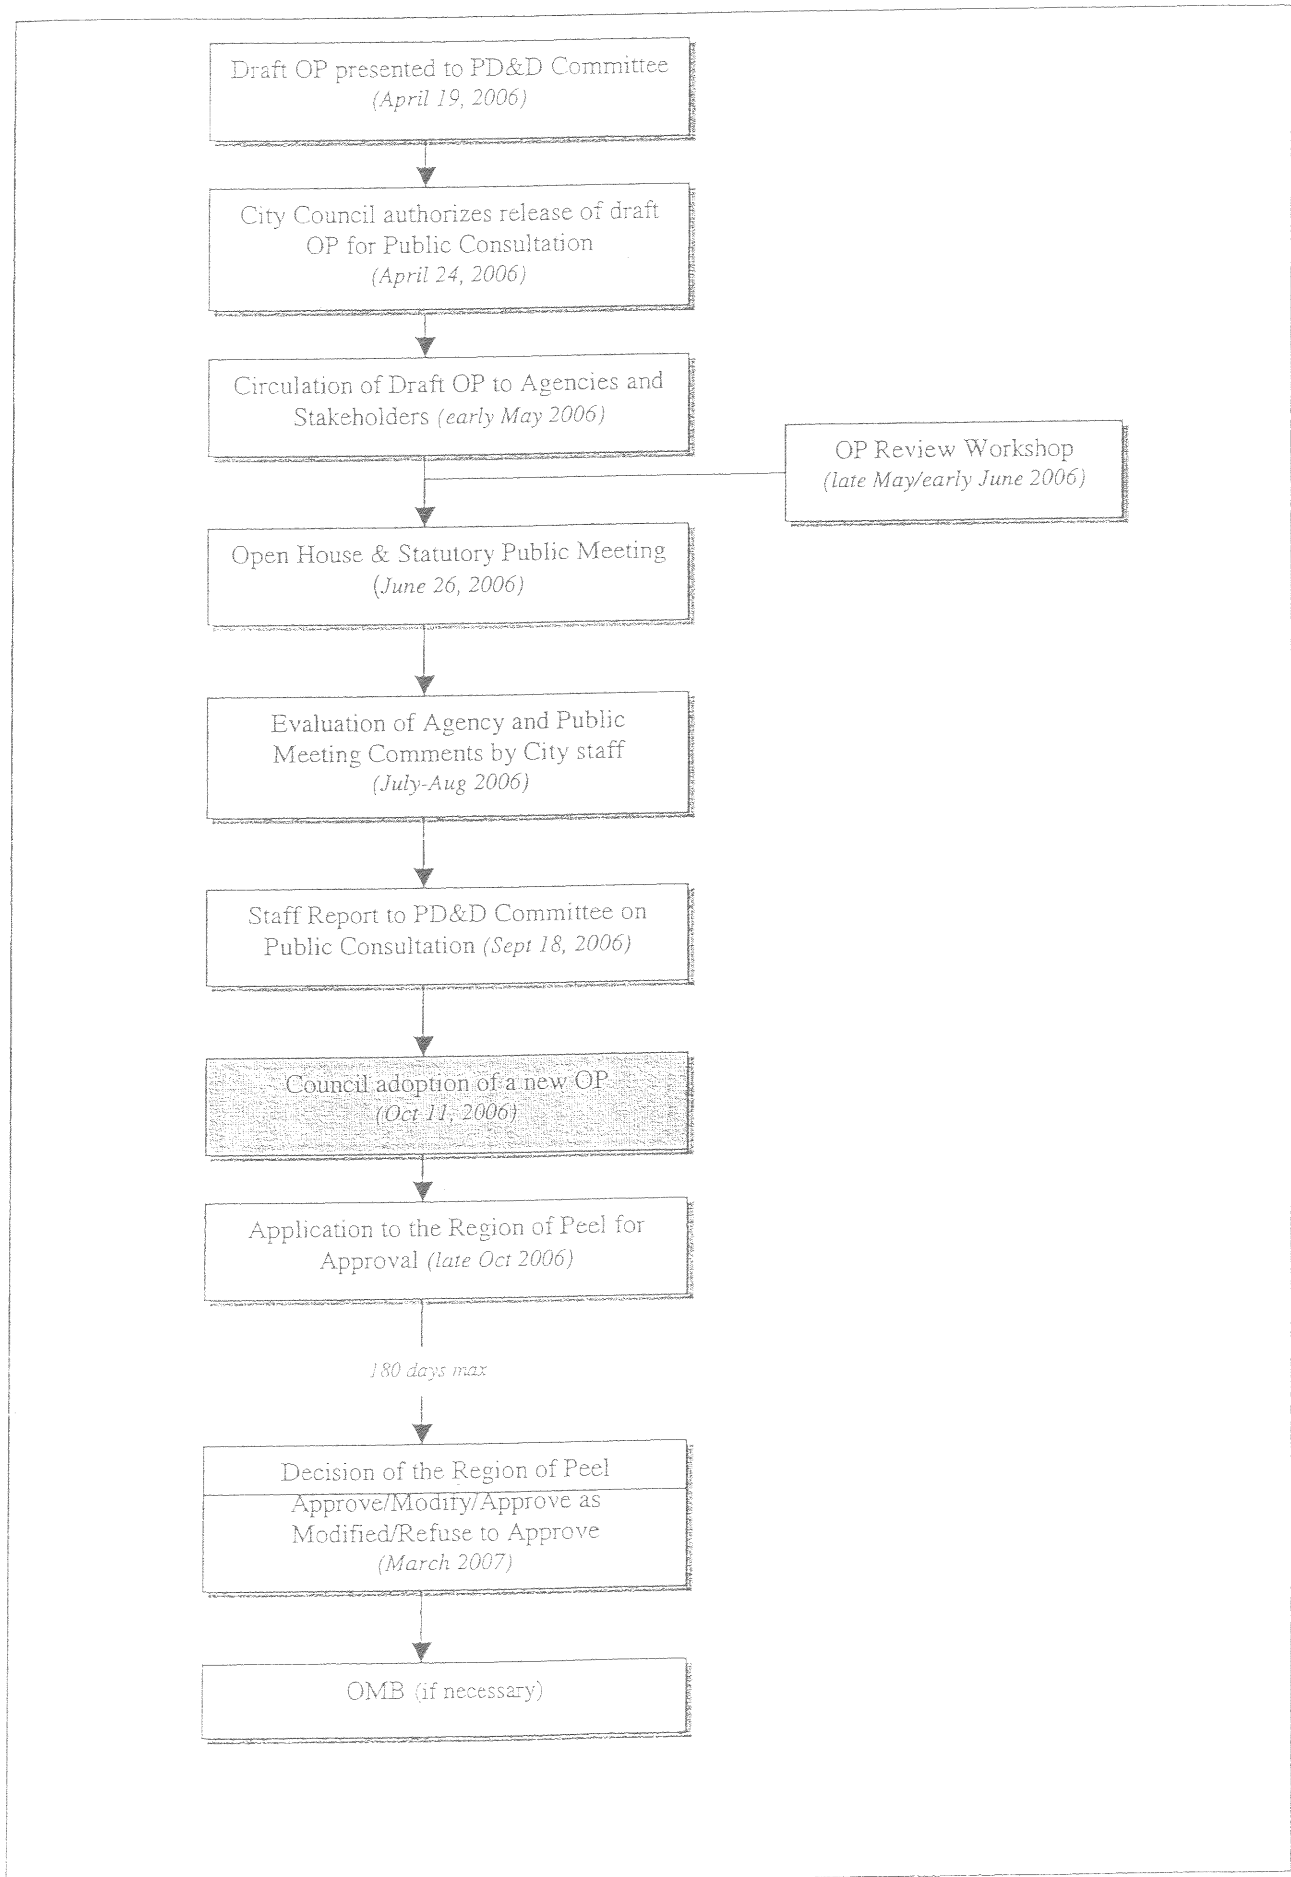 Draft OP presented to PD&D Committee
(April 19, 2006)
City Council authorizes release of draft
OP for Public Consultation
(April 24, 2006)
Circulation of Draft OP to Agencies and
Stakeholders (early May 2006)
OP Review Workshop
(late May/early June 2006)
Open House & Statutory Public Meeting
(June 26, 2006)
Evaluation of Agency and Public
Meeting Comments by City staff
(July-Aug 2006)
Staff Report to PD&D Committee on
Public Consultation (Sept 18, 2006)
Council adoption of a new OP
(Oct 11, 2006)
Application to the Region of Peel for
Approval (late Oct 2006)
180 days max
Decision of the Region of Peel
Approve/Modify/Approve as
Modified/Refuse to Approve
(March 2007)
OMB (if necessary)